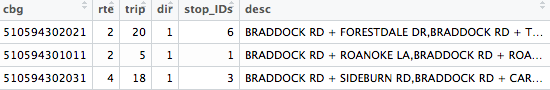 cbg rte trip dir stop_IDs desc
510594302021 2 20 1 6 BRADDOCK RD + FORESTDALE DR,BRADDOCK RD + T...
510594301011 2 5 1 1 BRADDOCK RD + ROANOKE LA,BRADDOCK RD + ROA...
510594302031 4 18 1 3 BRADDOCK RD + SIDEBURN RD,BRADDOCK RD + CAR...